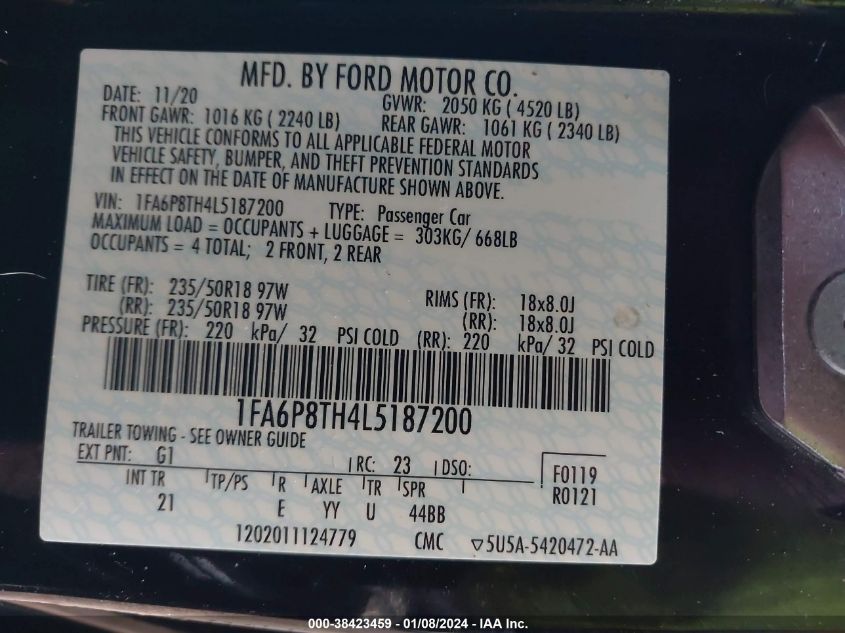 MFD. BY FORD MOTOR CO.
DATE: 11/20 GVWR: 2050 KG ( 4520 LB)
FRONT GAWR: 1016 KG ( 2240 LB) REAR GAWR: 1061 KG ( 2340 LB)
THIS VEHICLE CONFORMS TO ALL APPLICABLE FEDERAL MOTOR
VEHICLE SAFETY, BUMPER, AND THEFT PREVENTION STANDARDS
IN EFFECT ON THE DATE OF MANUFACTURE SHOWN ABOVE.
VIN: 1FA6P8TH4L5187200 TYPE: Passenger Car
MAXIMUM LOAD = OCCUPANTS + LUGGAGE = 303KG/ 668LB
OCCUPANTS = 4 TOTAL; 2 FRONT, 2 REAR
TIRE (FR): 235/50R18 97W RIMS (FR): 18x8.0J
(RR): 235/50R18 97W (RR): 18x8.0J
PRESSURE (FR): 220 kPa/ 32 PSI COLD (RR): 220 kPa/ 32 PSI COLD
1FA6P8TH4L5187200
TRAILER TOWING - SEE OWNER GUIDE
EXT PNT: G1 RC: 23 DSO: F0119
INT TR TP/PS R AXLE TR SPR R0121
21 E YY U 44BB
1202011124779 CMC ▽5U5A-5420472-AA
000-38423459 - 01/08/2024 - IAA Inc.